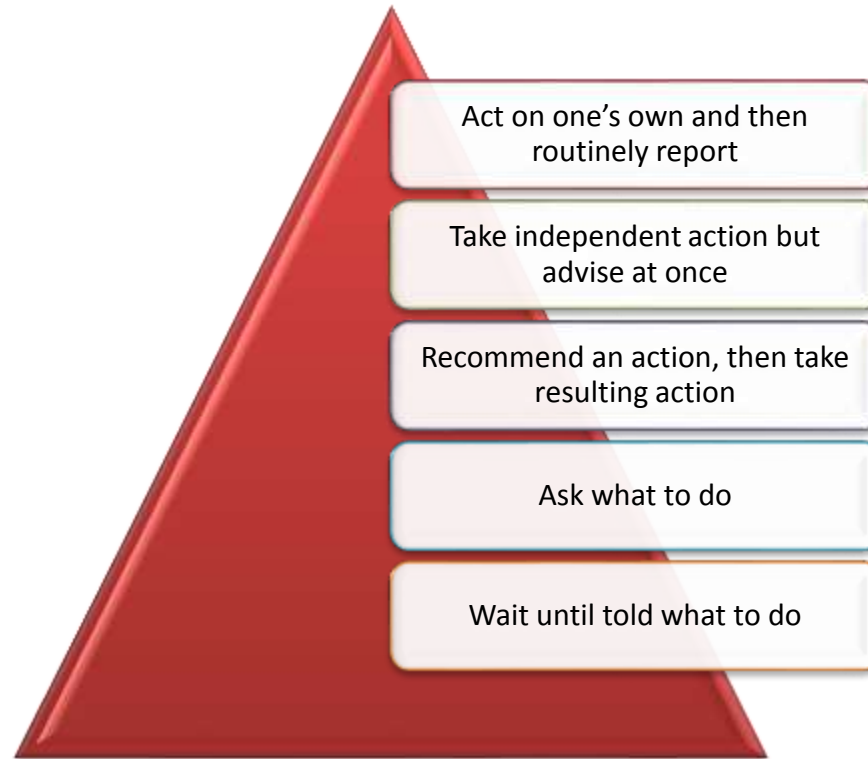 Act on one’s own and then
routinely report
Take independent action but
advise at once
Recommend an action, then take
resulting action
Ask what to do
Wait until told what to do